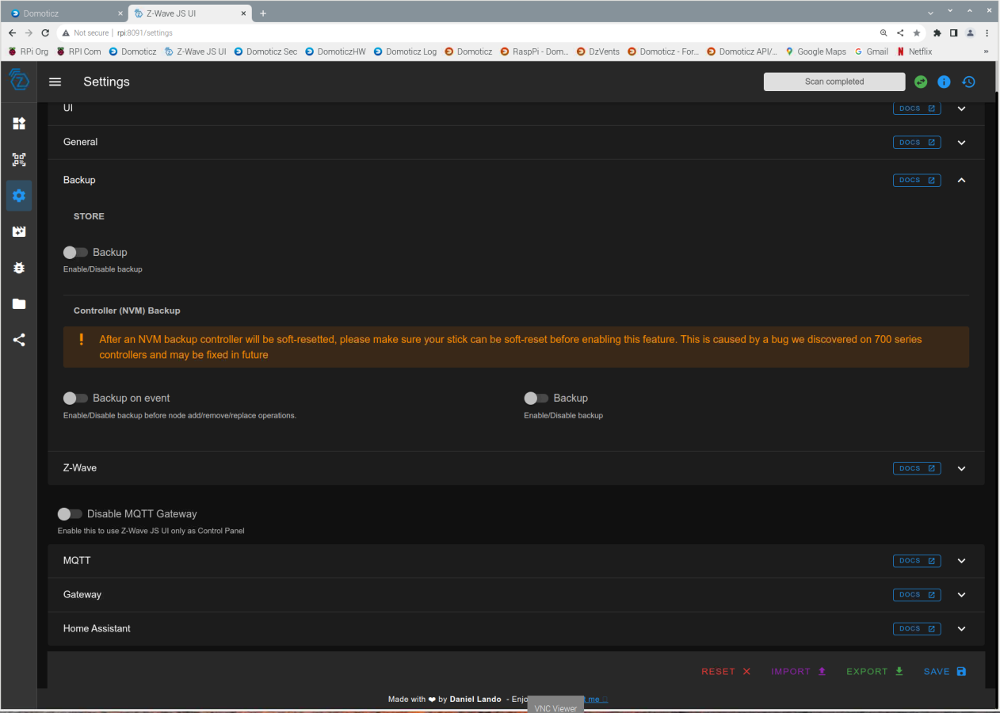 Domoticz
Z-Wave JS UI
Not secure | rpi:8091/settings
RPi Org RPI Com Domoticz Z-Wave JS UI Domoticz Sec DomoticzHW Domoticz Log Domoticz RaspPi - Dom... DzVents Domoticz - For... Domoticz API/... Google Maps Gmail Netflix »
Settings
Scan completed
UI DOCS
General DOCS
Backup DOCS
STORE
Backup
Enable/Disable backup
Controller (NVM) Backup
After an NVM backup controller will be soft-resetted, please make sure your stick can be soft-reset before enabling this feature. This is caused by a bug we discovered on 700 series
controllers and may be fixed in future
Backup on event
Enable/Disable backup before node add/remove/replace operations.
Backup
Enable/Disable backup
Z-Wave DOCS
Disable MQTT Gateway
Enable this to use Z-Wave JS UI only as Control Panel
MQTT DOCS
Gateway DOCS
Home Assistant DOCS
RESET IMPORT EXPORT SAVE
Made with ❤ by Daniel Lando - Enjo me
VNC Viewer